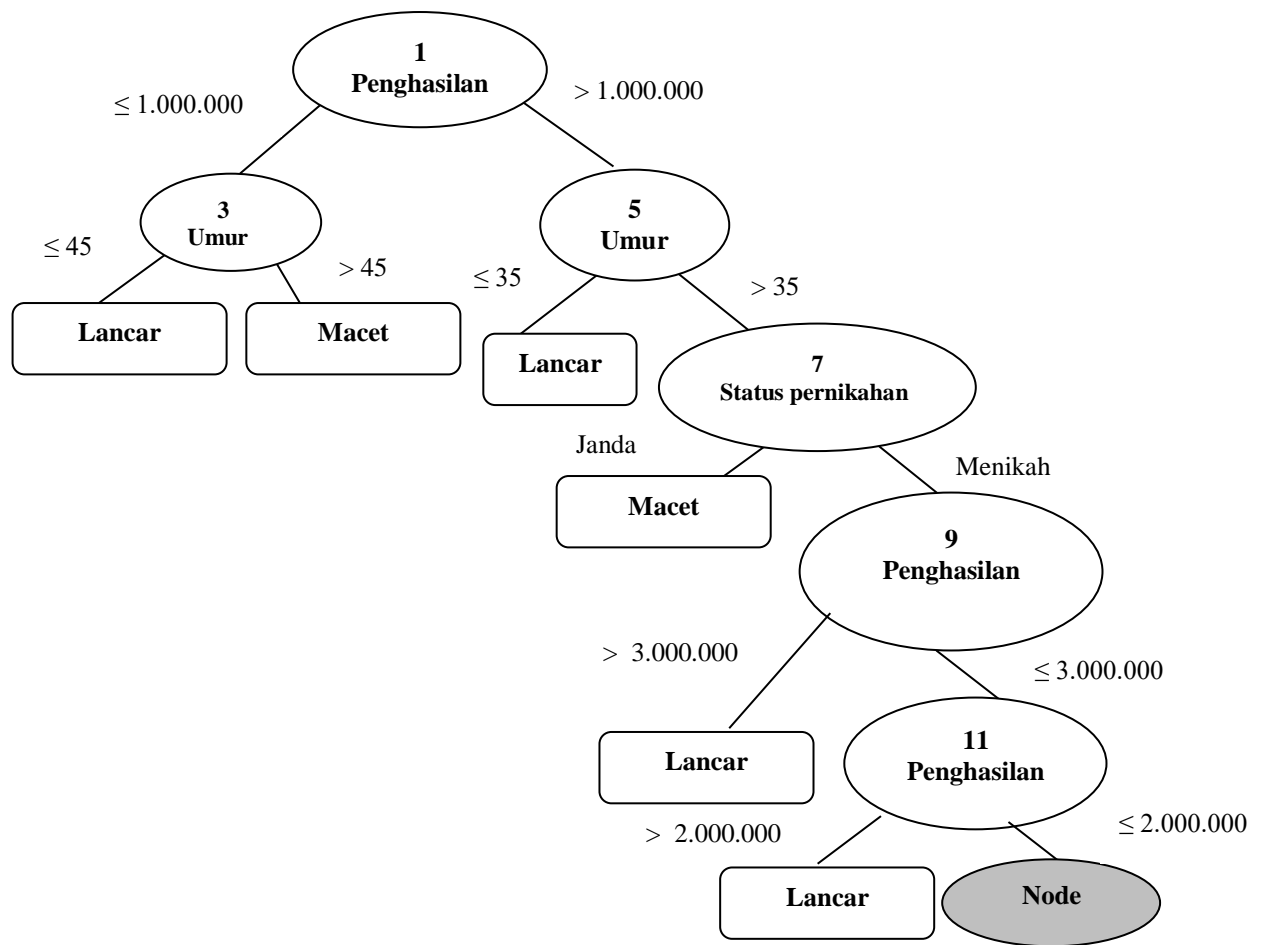 1
Penghasilan
≤ 1.000.000
> 1.000.000
3
Umur
5
Umur
≤ 45
> 45
≤ 35
> 35
Lancar
Macet
Lancar
7
Status pernikahan
Janda
Menikah
Macet
9
Penghasilan
> 3.000.000
≤ 3.000.000
Lancar
11
Penghasilan
> 2.000.000
≤ 2.000.000
Lancar
Node